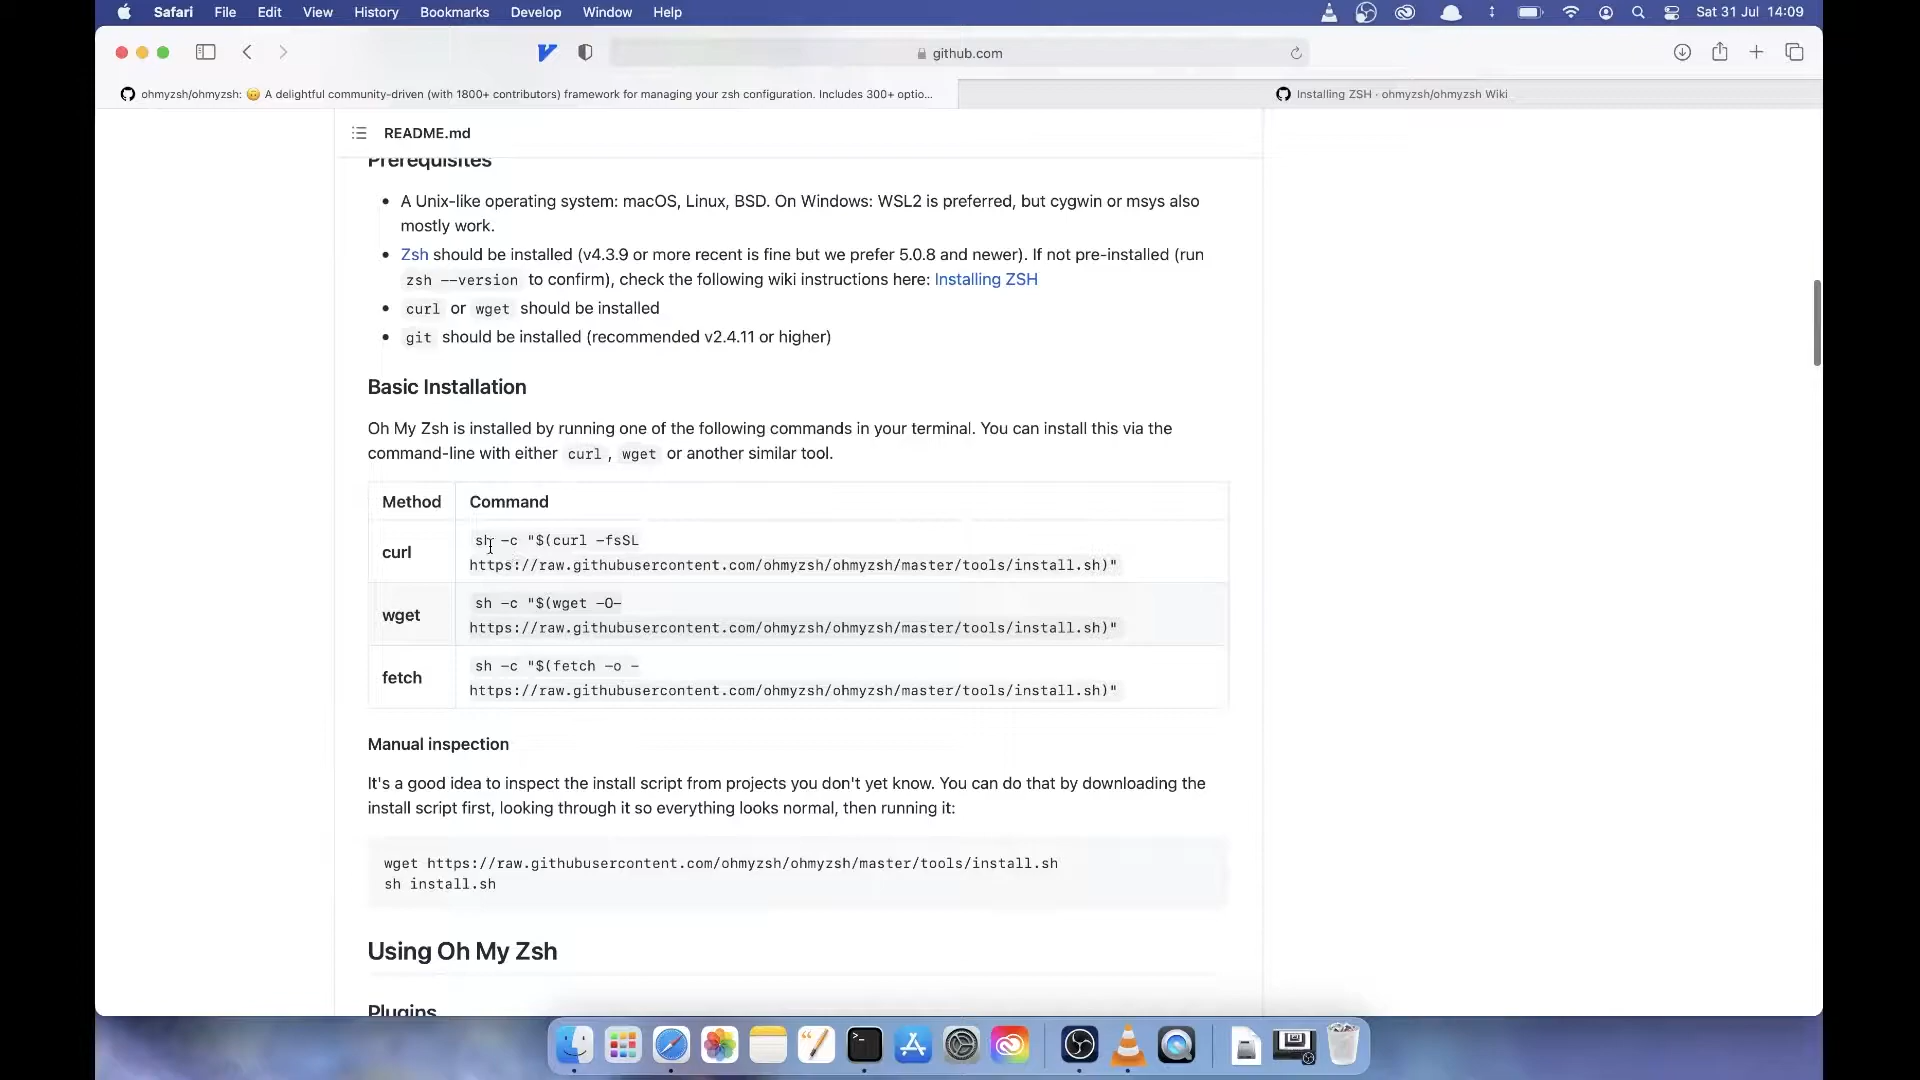 Safari File Edit View History Bookmarks Develop Window Help Sat 31 Jul 14:09
github.com
ohmyzsh/ohmyzsh: 🙃 A delightful community-driven (with 1800+ contributors) framework for managing your zsh configuration. Includes 300+ optio... Installing ZSH · ohmyzsh/ohmyzsh Wiki
README.md
Prerequisites
• A Unix-like operating system: macOS, Linux, BSD. On Windows: WSL2 is preferred, but cygwin or msys also
mostly work.
• Zsh should be installed (v4.3.9 or more recent is fine but we prefer 5.0.8 and newer). If not pre-installed (run
zsh --version to confirm), check the following wiki instructions here: Installing ZSH
• curl or wget should be installed
• git should be installed (recommended v2.4.11 or higher)
Basic Installation
Oh My Zsh is installed by running one of the following commands in your terminal. You can install this via the
command-line with either curl , wget or another similar tool.
Method Command
curl
sh -c "$(curl -fsSL
https://raw.githubusercontent.com/ohmyzsh/ohmyzsh/master/tools/install.sh)"
wget
sh -c "$(wget -O-
https://raw.githubusercontent.com/ohmyzsh/ohmyzsh/master/tools/install.sh)"
fetch
sh -c "$(fetch -o -
https://raw.githubusercontent.com/ohmyzsh/ohmyzsh/master/tools/install.sh)"
Manual inspection
It's a good idea to inspect the install script from projects you don't yet know. You can do that by downloading the
install script first, looking through it so everything looks normal, then running it:
wget https://raw.githubusercontent.com/ohmyzsh/ohmyzsh/master/tools/install.sh
sh install.sh
Using Oh My Zsh
Plugins